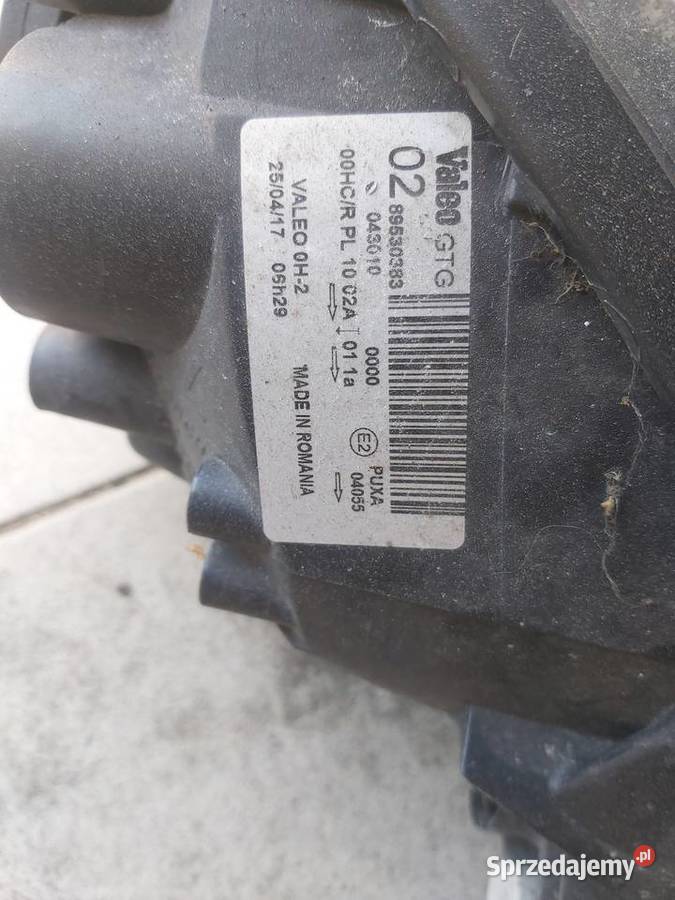 Valeo GTG
02 89530383
043010 0000 PUXA
00HC/R PL 10 02A 01 1a E2 04055
VALEO 0H-2 MADE IN ROMANIA
25/04/17 06h29
Sprzedajemy.pl